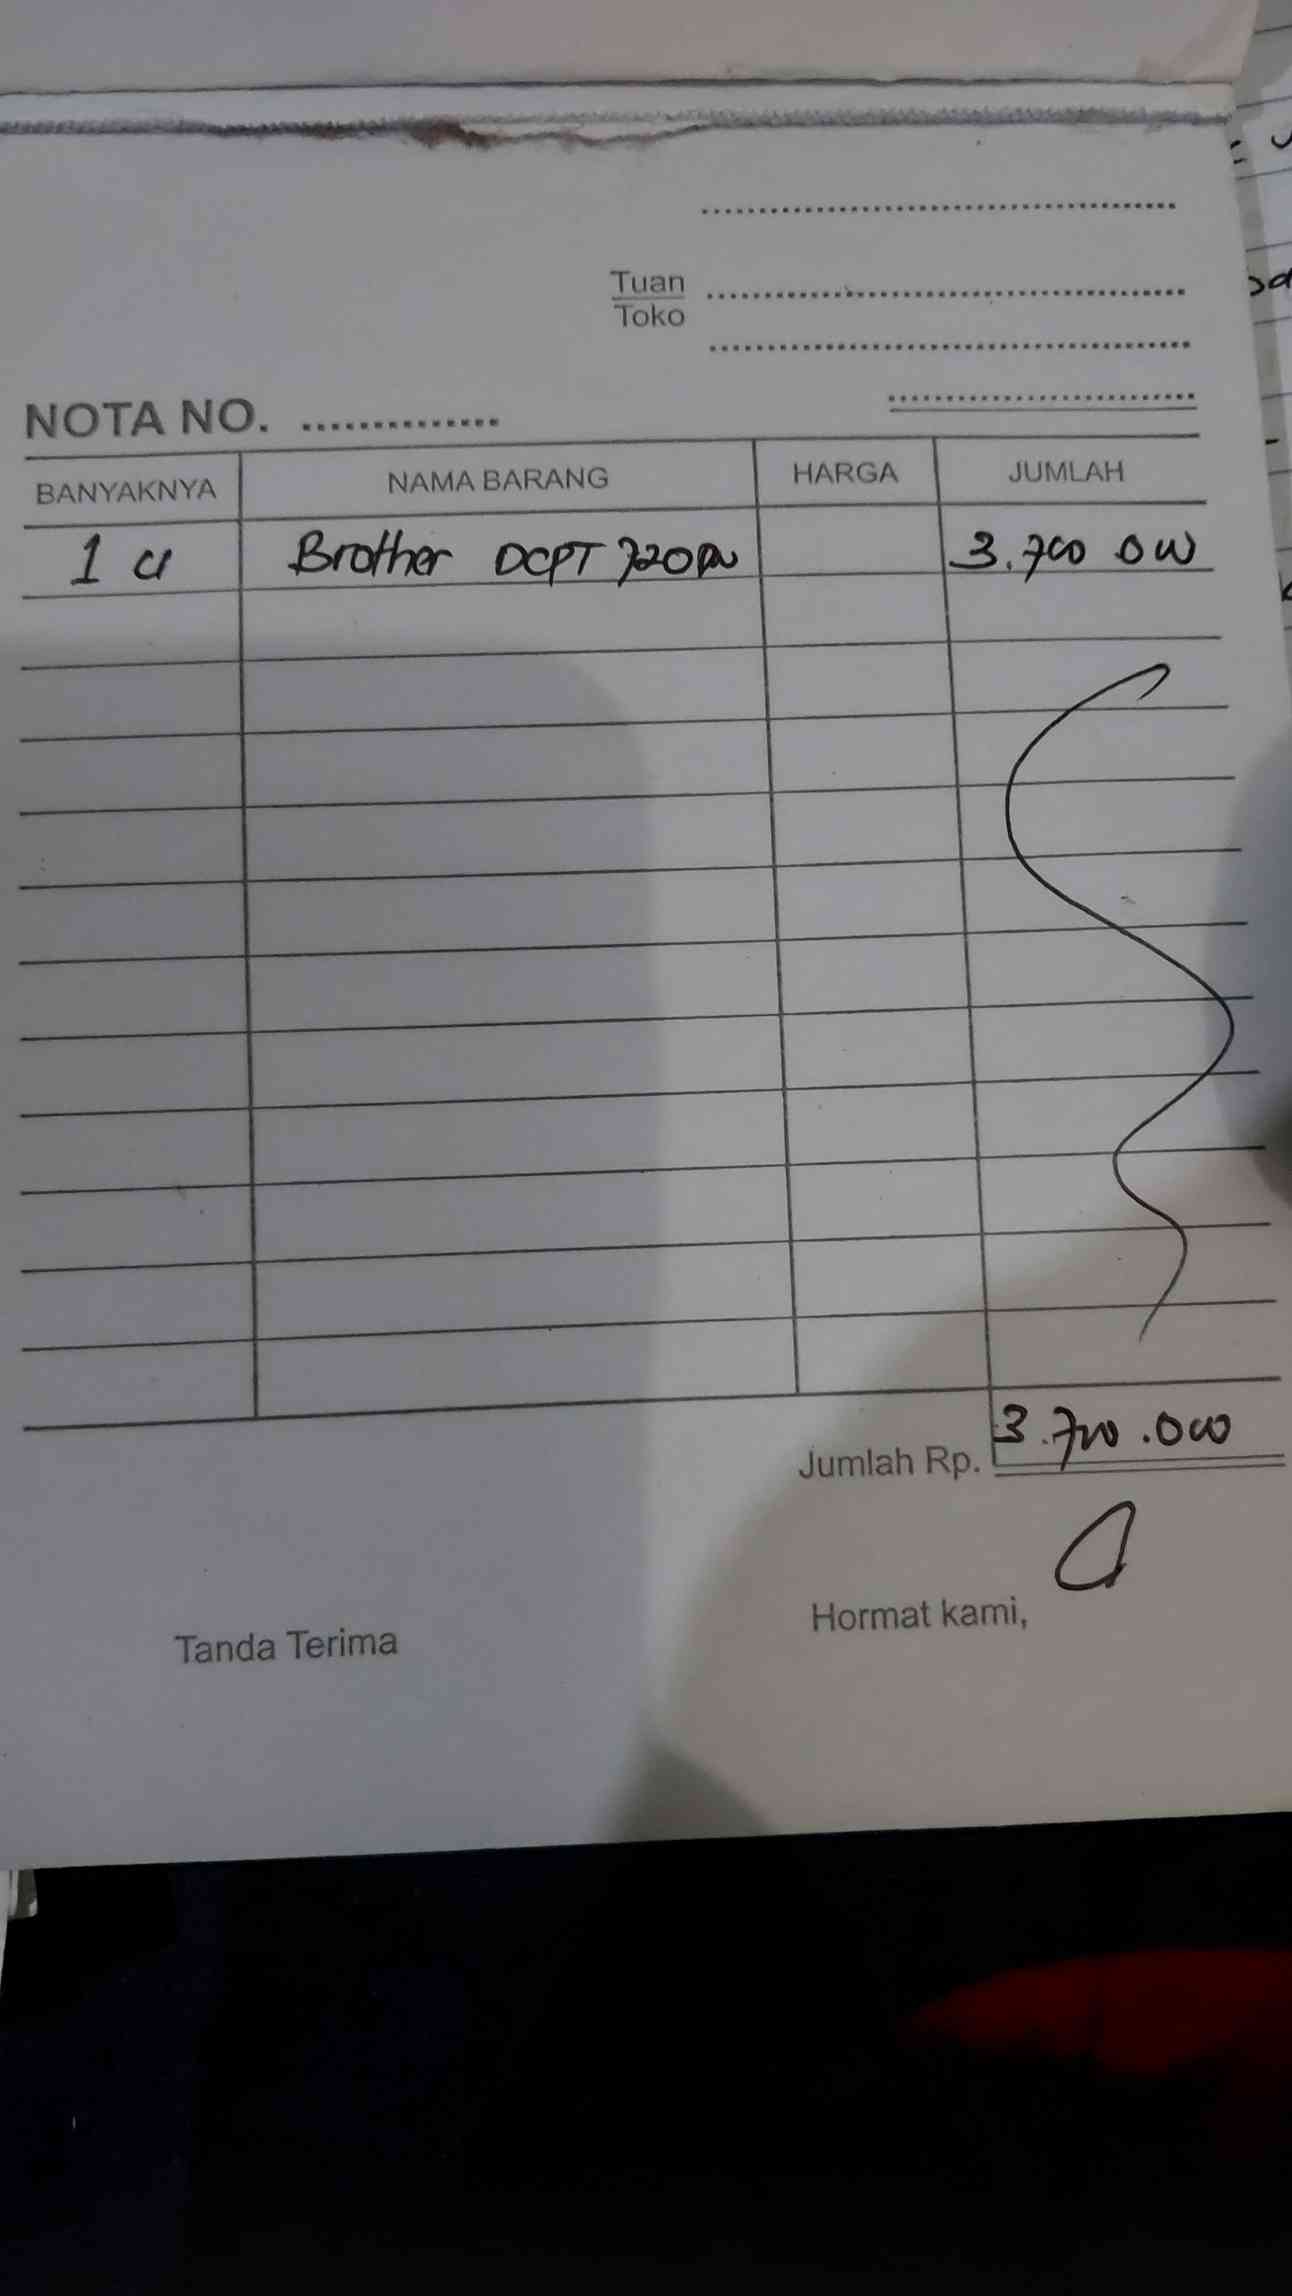 Tuan
Toko
NOTA NO.
BANYAKNYA NAMA BARANG HARGA JUMLAH
1 Brother DCPT 720DW 3.700 000
Jumlah Rp. 3.700.000
Tanda Terima Hormat kami,